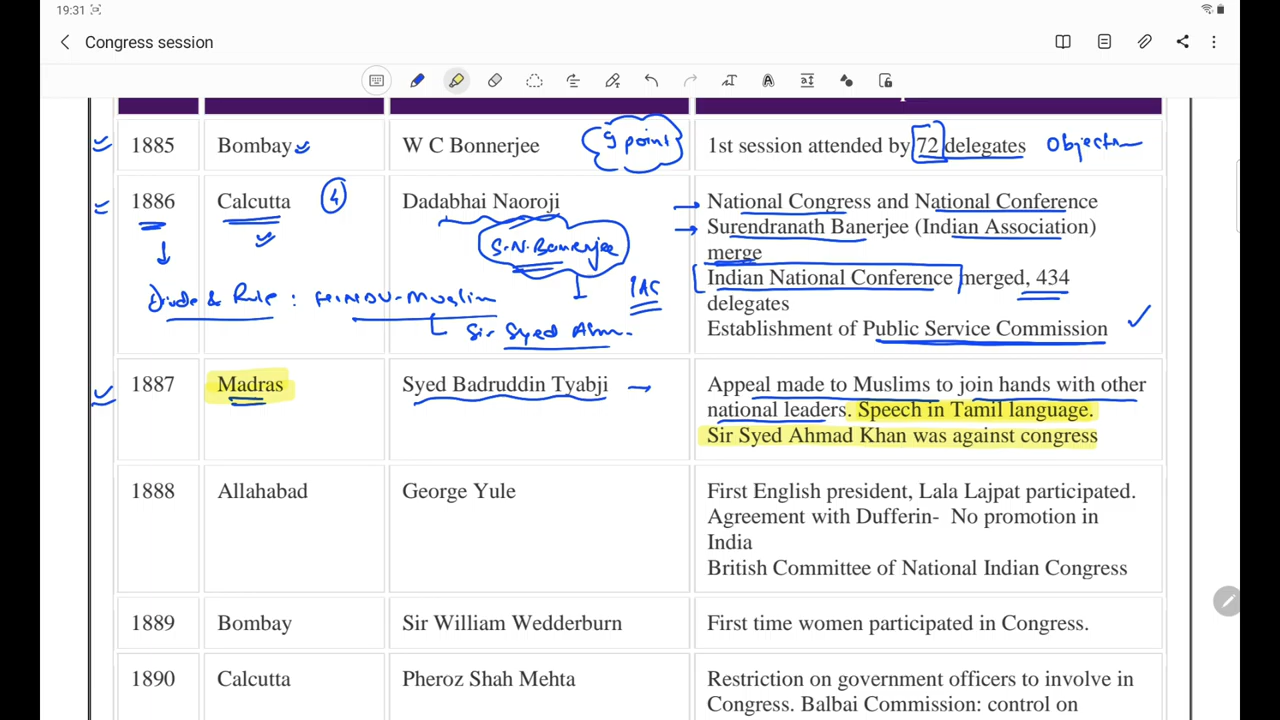 19:31
Congress session
1885 Bombay W C Bonnerjee 9 point 1st session attended by 72 delegates
1886 Calcutta 4 Dadabhai Naoroji National Congress and National Conference
Surendranath Banerjee (Indian Association)
S.N. Banerjee
merge
Indian National Conference merged, 434
Divide & Rule : HINDU-Muslim
delegates
Sir Syed
Establishment of Public Service Commission
1887 Madras Syed Badruddin Tyabji Appeal made to Muslims to join hands with other
national leaders. Speech in Tamil language.
Sir Syed Ahmad Khan was against congress
1888 Allahabad George Yule First English president, Lala Lajpat participated.
Agreement with Dufferin- No promotion in
India
British Committee of National Indian Congress
1889 Bombay Sir William Wedderburn First time women participated in Congress.
1890 Calcutta Pheroz Shah Mehta Restriction on government officers to involve in
Congress. Balbai Commission: control on